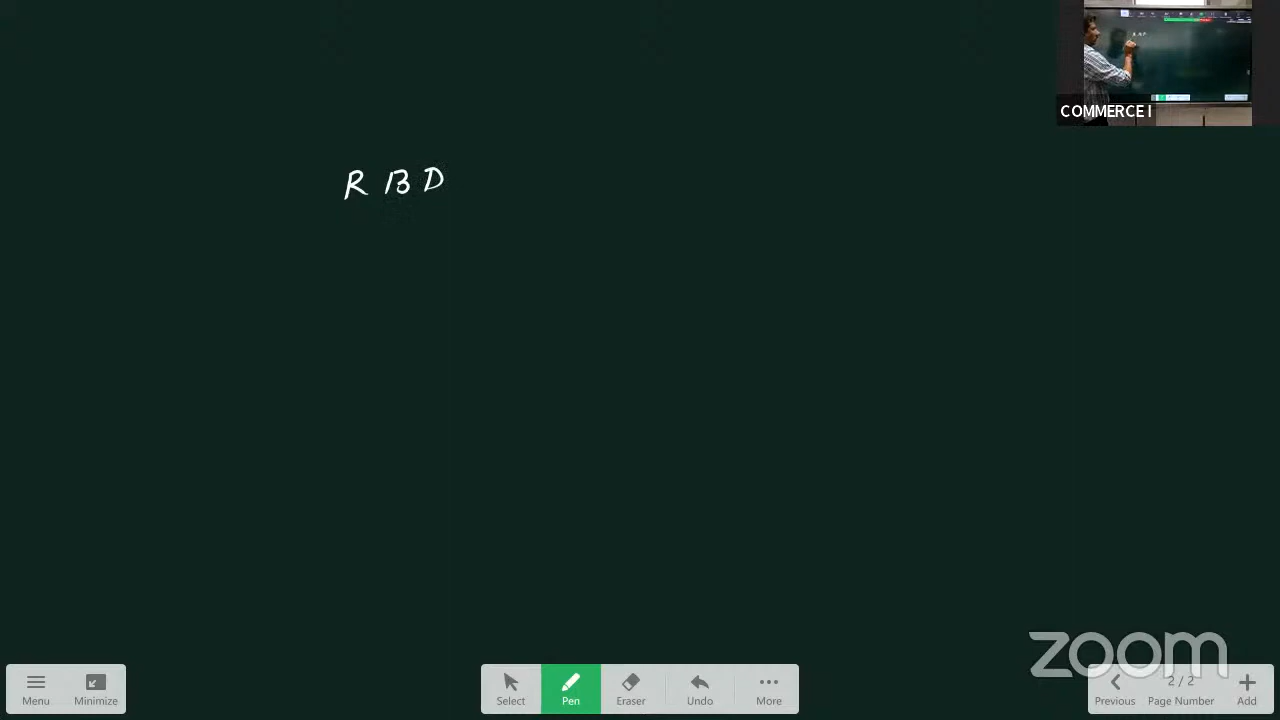 COMMERCE I
R B D
zoom
Menu
Minimize
Select
Pen
Eraser
Undo
More
Previous
2 / 2
Page Number
Add